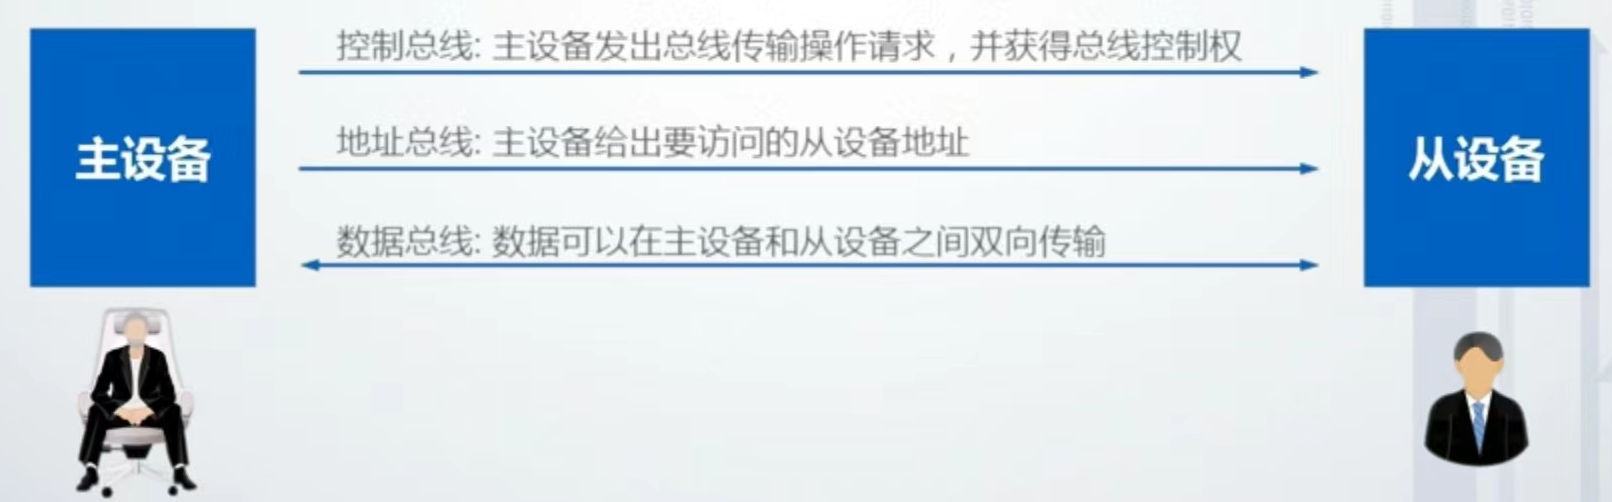 控制总线: 主设备发出总线传输操作请求，并获得总线控制权
主设备
地址总线: 主设备给出要访问的从设备地址
从设备
数据总线: 数据可以在主设备和从设备之间双向传输